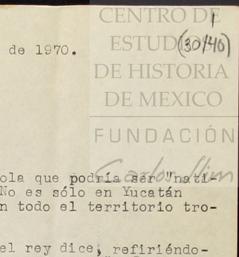 CENTRO DE
ESTUDIOS
(30/40)
de 1970.
DE HISTORIA
DE MEXICO
FUNDACIÓN
ola que podría ser "nati-
No es sólo en Yucatán
n todo el territorio tro-
el rey dice, refiriéndo-